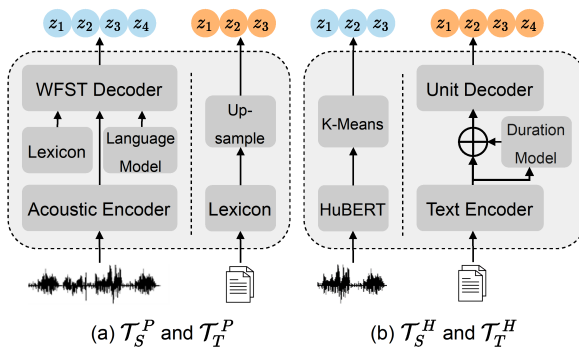 z₁ z₂ z₃ z₄ z₁ z₂ z₃
WFST Decoder
Lexicon
Language Model
Acoustic Encoder
Up-sample
Lexicon
(a) 𝒯_S^P and 𝒯_T^P
z₁ z₂ z₃ z₁ z₂ z₃ z₄
K-Means
HuBERT
Unit Decoder
Duration Model
Text Encoder
(b) 𝒯_S^H and 𝒯_T^H